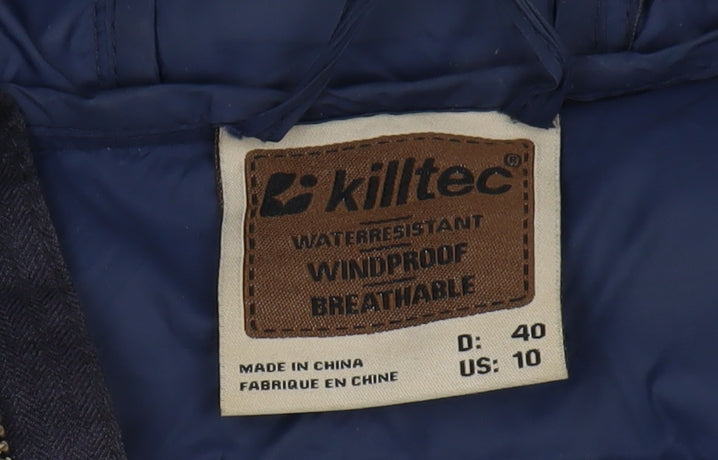 killtec®
WATERRESISTANT
WINDPROOF
BREATHABLE
D: 40
US: 10
MADE IN CHINA
FABRIQUE EN CHINE